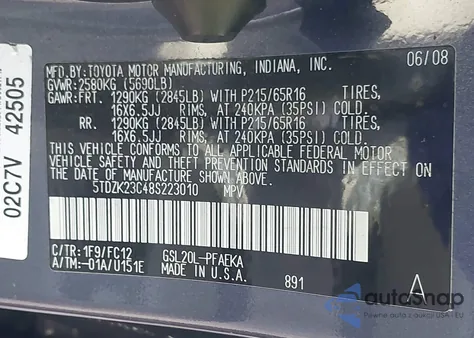 02C7V 42505
MFD.BY:TOYOTA MOTOR MANUFACTURING, INDIANA, INC. 06/08
GVWR:2580KG (5690LB)
GAWR:FRT. 1290KG (2845LB) WITH P215/65R16 TIRES,
16X6.5JJ RIMS, AT 240KPA (35PSI) COLD.
RR. 1290KG (2845LB) WITH P215/65R16 TIRES,
16X6.5JJ RIMS, AT 240KPA (35PSI) COLD.
THIS VEHICLE CONFORMS TO ALL APPLICABLE FEDERAL MOTOR
VEHICLE SAFETY, AND THEFT PREVENTION STANDARDS IN EFFECT ON
THE DATE OF MANUFACTURE SHOWN ABOVE.
5TDZK23C48S223010 MPV
C/TR:1F9/FC12 GSL20L-PFAEKA
A/TM:-01A/U151E MADE IN U.S.A. 891 A
autosnap